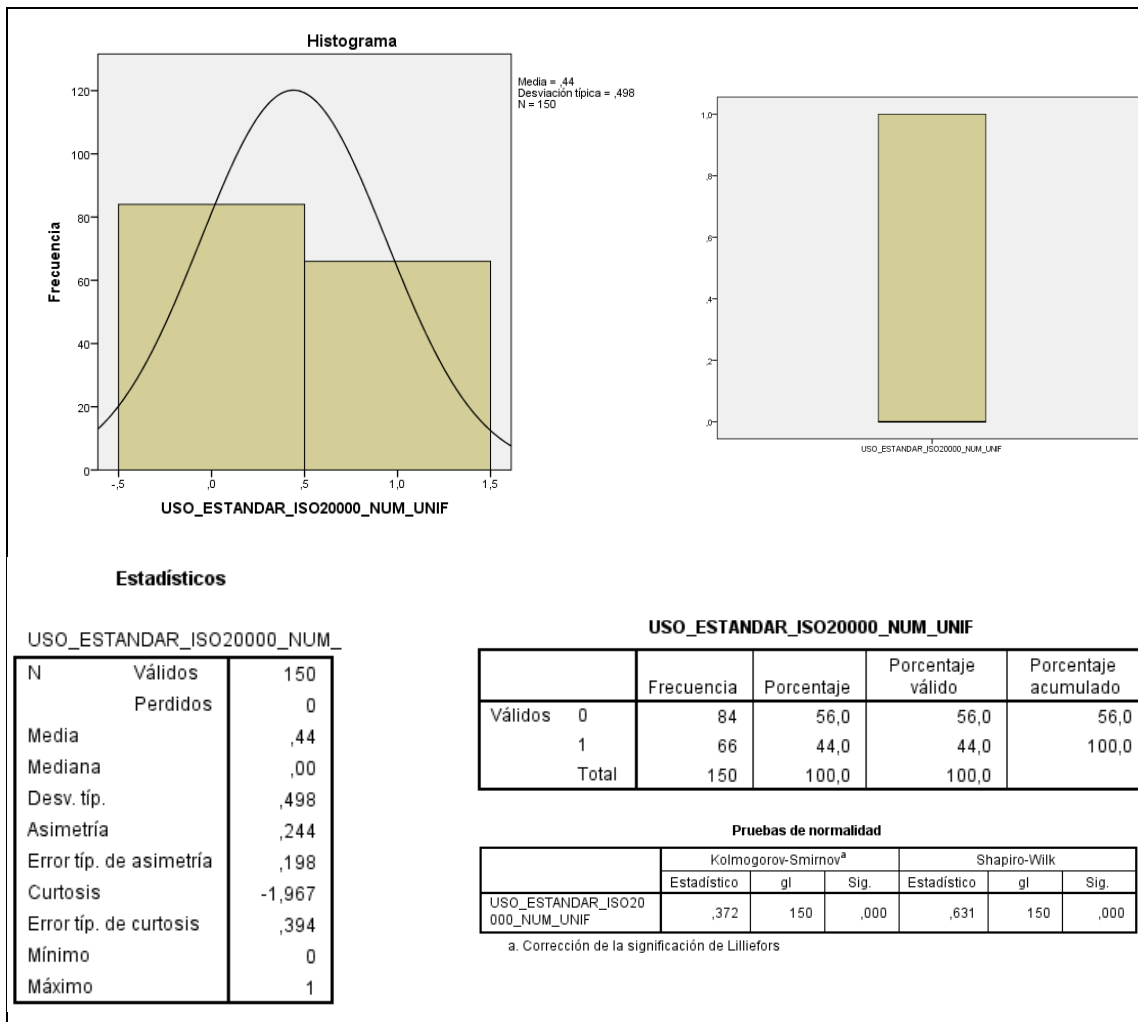 Histograma
Media = ,44
Desviación típica = ,498
N = 150
Frecuencia
120
100
80
60
40
20
0
-,5 ,0 ,5 1,0 1,5
USO_ESTANDAR_ISO20000_NUM_UNIF
1,0
,8
,6
,4
,2
,0
USO_ESTANDAR_ISO20000_NUM_UNIF
Estadísticos
USO_ESTANDAR_ISO20000_NUM_
N Válidos 150
Perdidos 0
Media ,44
Mediana ,00
Desv. típ. ,498
Asimetría ,244
Error típ. de asimetría ,198
Curtosis -1,967
Error típ. de curtosis ,394
Mínimo 0
Máximo 1
USO_ESTANDAR_ISO20000_NUM_UNIF
Frecuencia Porcentaje Porcentaje válido Porcentaje acumulado
Válidos 0 84 56,0 56,0 56,0
1 66 44,0 44,0 100,0
Total 150 100,0 100,0
Pruebas de normalidad
Kolmogorov-Smirnov^a Shapiro-Wilk
Estadístico gl Sig. Estadístico gl Sig.
USO_ESTANDAR_ISO20
000_NUM_UNIF ,372 150 ,000 ,631 150 ,000
a. Corrección de la significación de Lilliefors